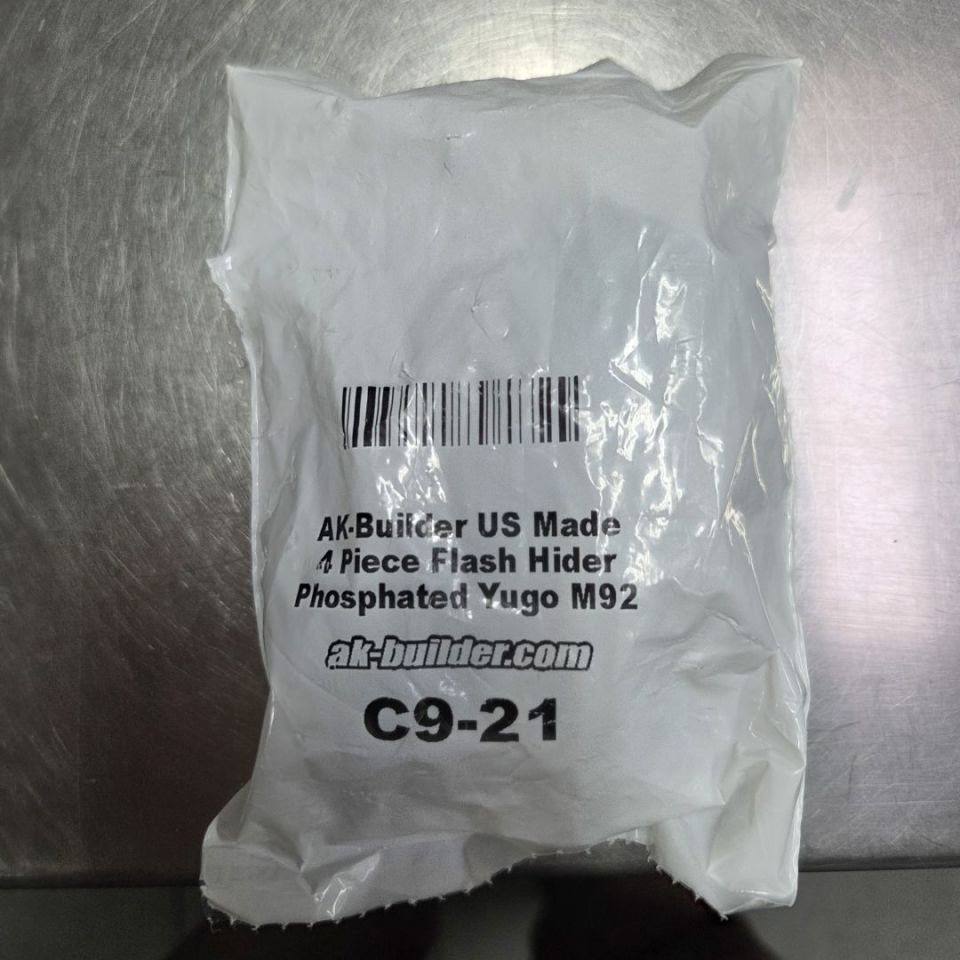 AK-Builder US Made
4 Piece Flash Hider
Phosphated Yugo M92
ak-builder.com
C9-21